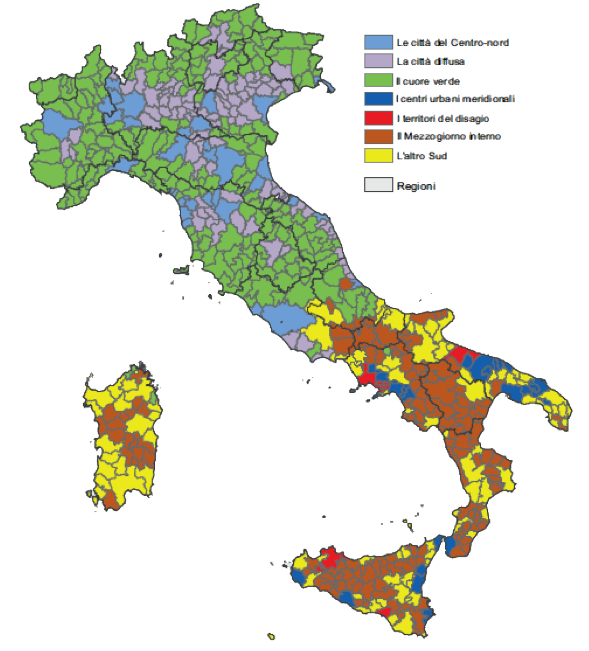 Le città del Centro-nord
La città diffusa
Il cuore verde
I centri urbani meridionali
I territori del disagio
Il Mezzogiorno interno
L'altro Sud
Regioni